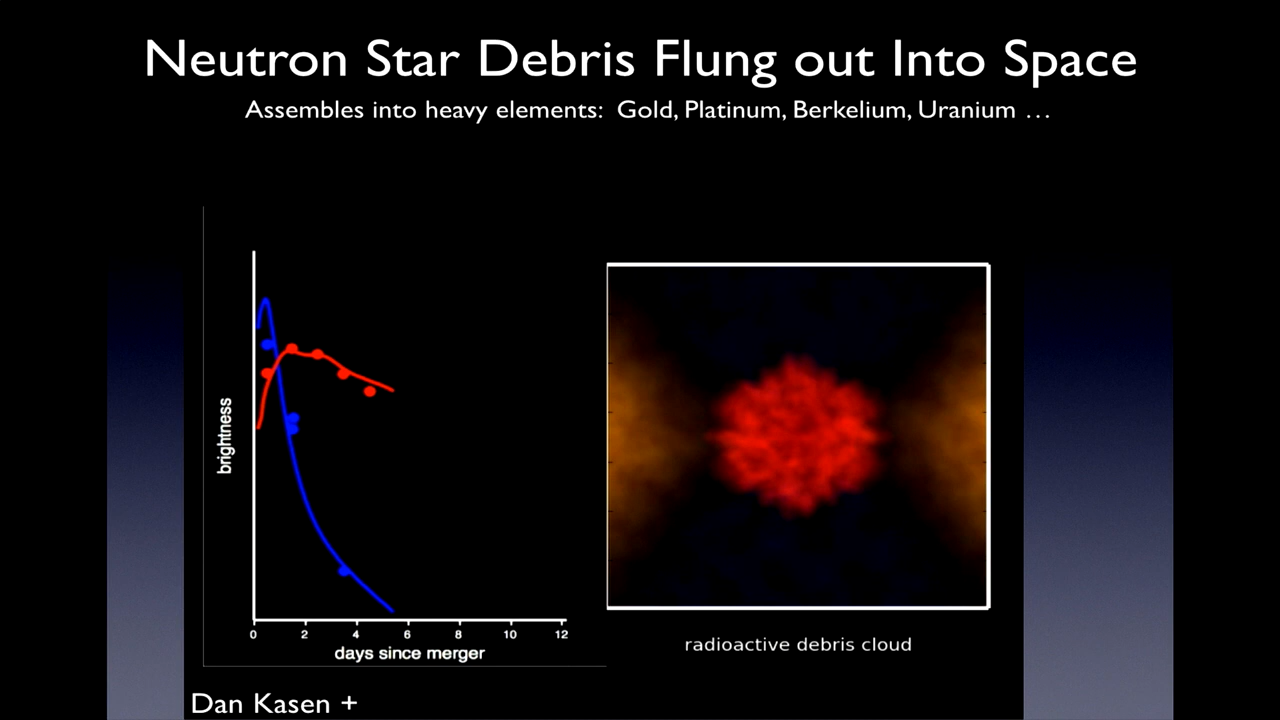 Neutron Star Debris Flung out Into Space
Assembles into heavy elements: Gold, Platinum, Berkelium, Uranium …
brightness
0 2 4 6 8 10 12
days since merger
radioactive debris cloud
Dan Kasen +